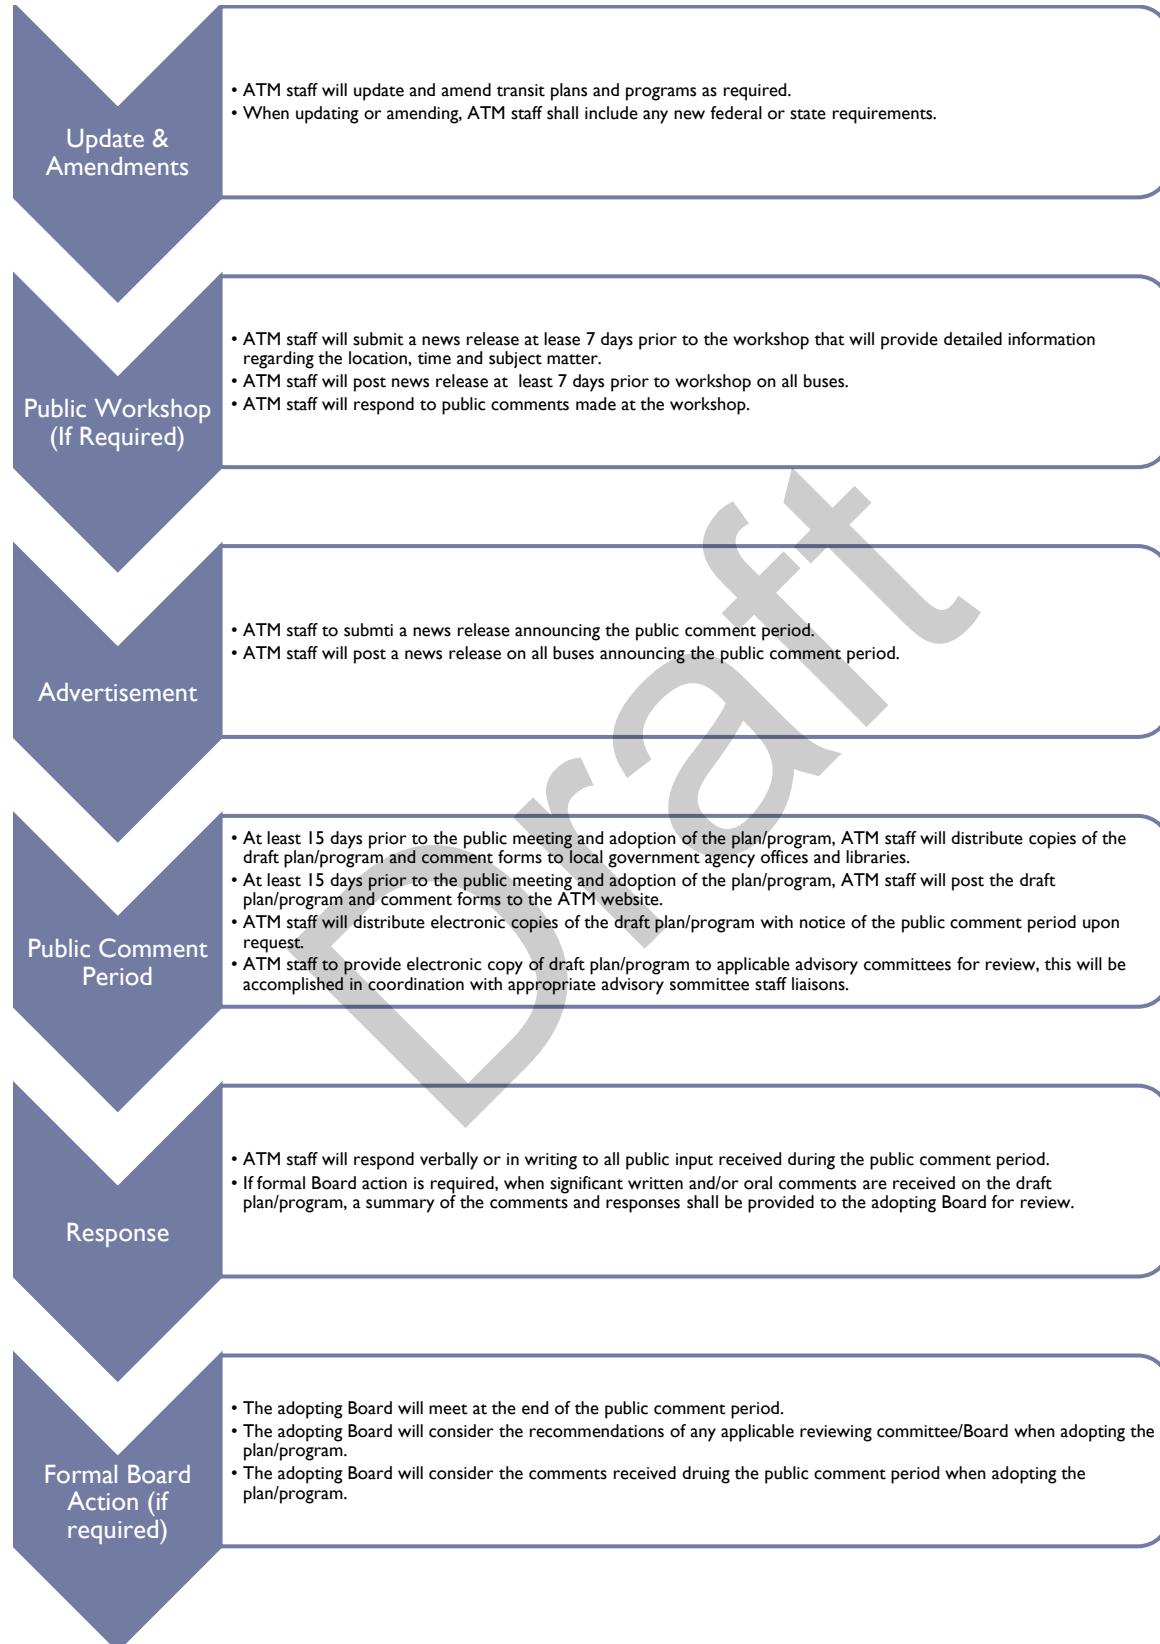 Update &
Amendments
• ATM staff will update and amend transit plans and programs as required.
• When updating or amending, ATM staff shall include any new federal or state requirements.
Public Workshop
(If Required)
• ATM staff will submit a news release at lease 7 days prior to the workshop that will provide detailed information
regarding the location, time and subject matter.
• ATM staff will post news release at least 7 days prior to workshop on all buses.
• ATM staff will respond to public comments made at the workshop.
Advertisement
• ATM staff to submti a news release announcing the public comment period.
• ATM staff will post a news release on all buses announcing the public comment period.
Public Comment
Period
• At least 15 days prior to the public meeting and adoption of the plan/program, ATM staff will distribute copies of the
draft plan/program and comment forms to local government agency offices and libraries.
• At least 15 days prior to the public meeting and adoption of the plan/program, ATM staff will post the draft
plan/program and comment forms to the ATM website.
• ATM staff will distribute electronic copies of the draft plan/program with notice of the public comment period upon
request.
• ATM staff to provide electronic copy of draft plan/program to applicable advisory committees for review, this will be
accomplished in coordination with appropriate advisory sommittee staff liaisons.
Response
• ATM staff will respond verbally or in writing to all public input received during the public comment period.
• If formal Board action is required, when significant written and/or oral comments are received on the draft
plan/program, a summary of the comments and responses shall be provided to the adopting Board for review.
Formal Board
Action (if
required)
• The adopting Board will meet at the end of the public comment period.
• The adopting Board will consider the recommendations of any applicable reviewing committee/Board when adopting the
plan/program.
• The adopting Board will consider the comments received druing the public comment period when adopting the
plan/program.
Draft